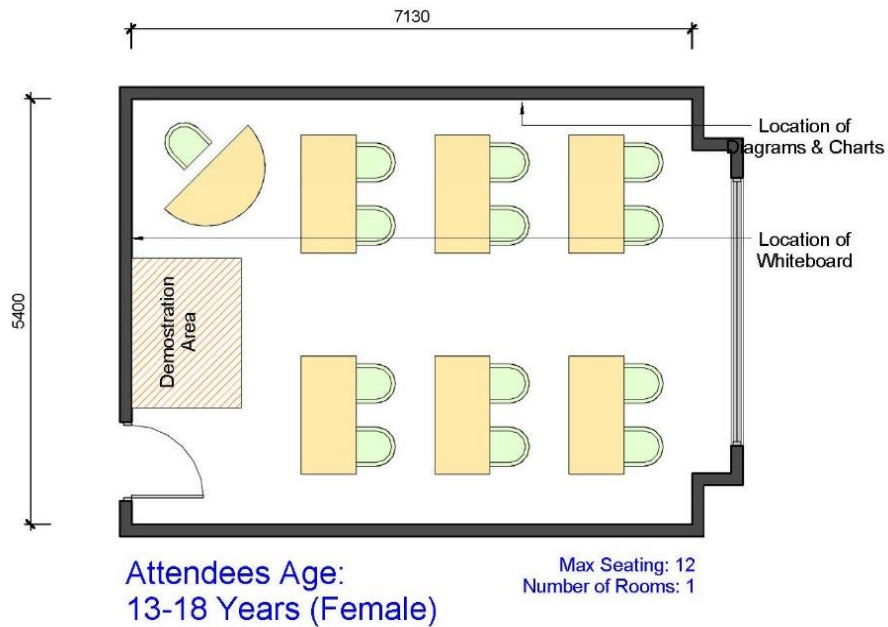 7130
Location of
Diagrams & Charts
Location of
Whiteboard
5400
Demostration
Area
Attendees Age:
13-18 Years (Female)
Max Seating: 12
Number of Rooms: 1